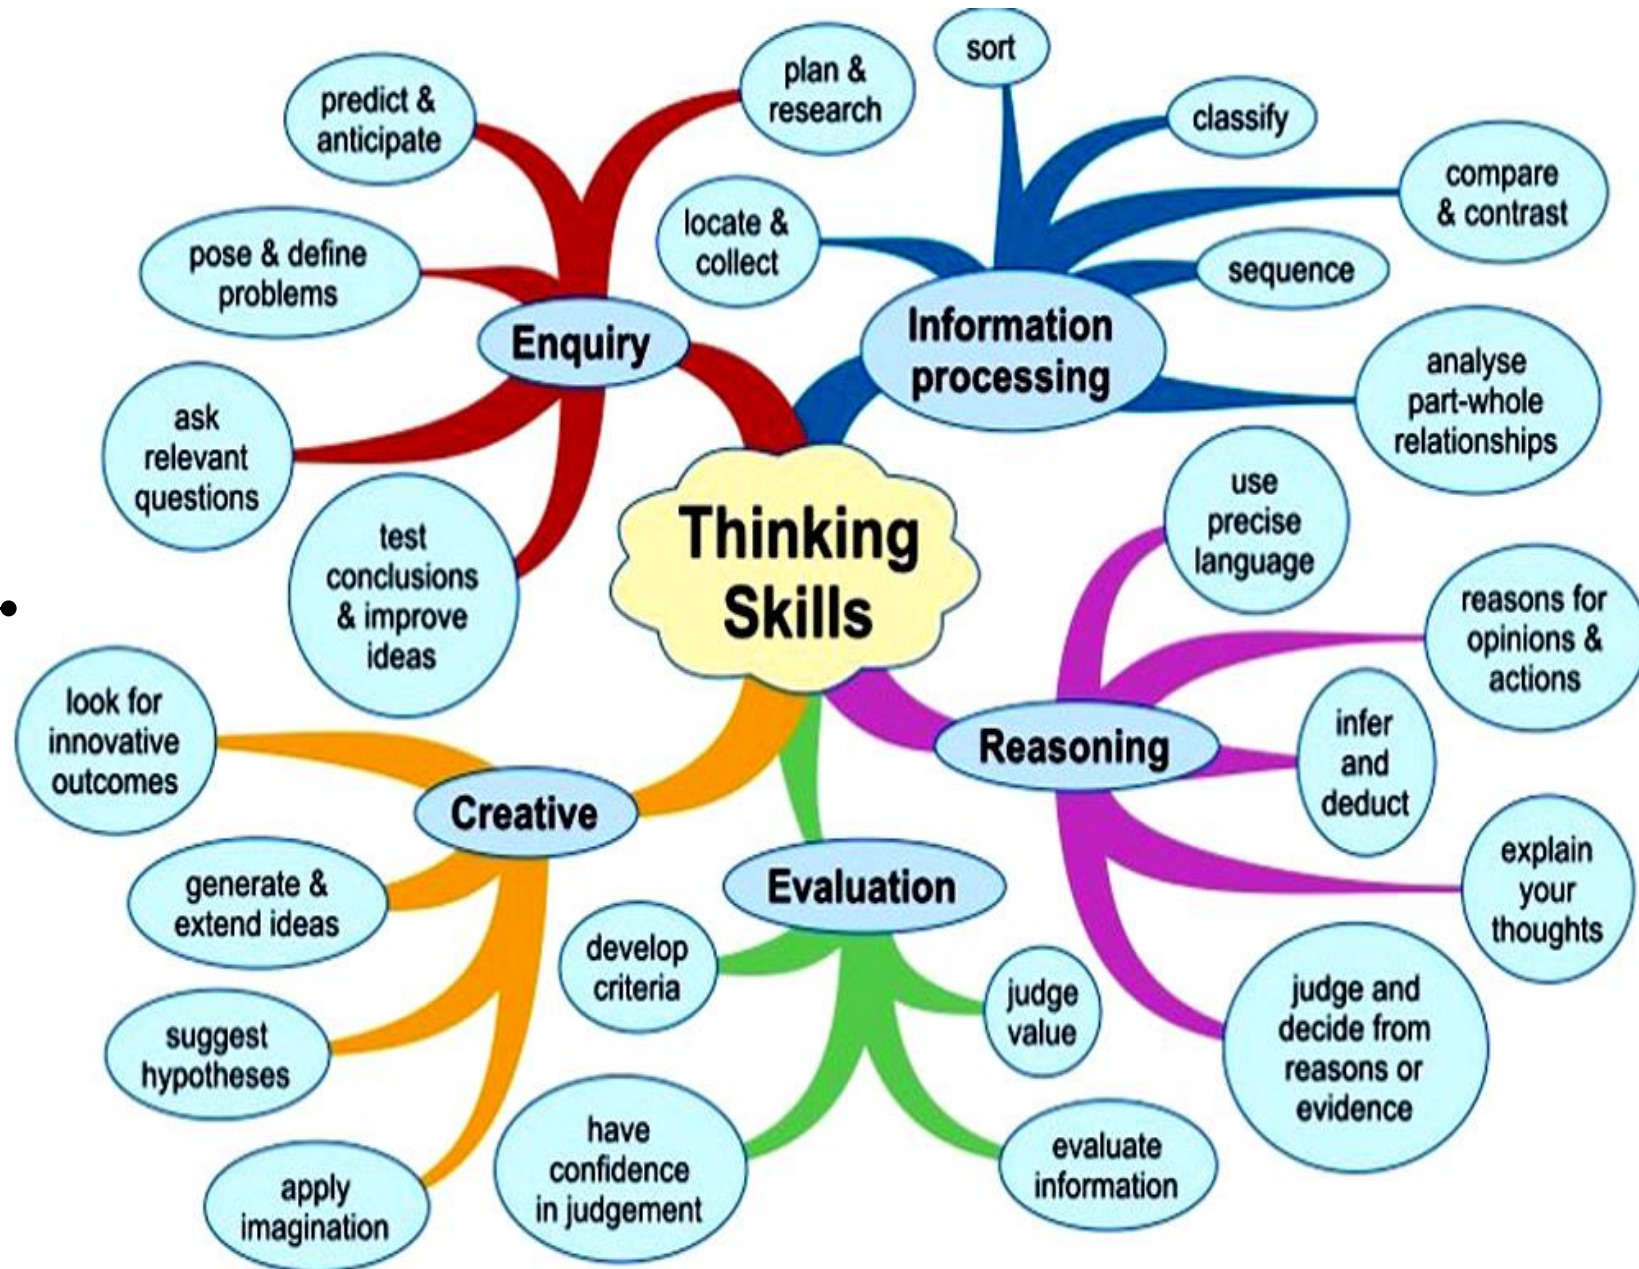 Thinking
Skills
Enquiry
predict &
anticipate
plan &
research
pose & define
problems
ask
relevant
questions
test
conclusions
& improve
ideas
Information
processing
locate &
collect
sort
classify
compare
& contrast
sequence
analyse
part-whole
relationships
Reasoning
use
precise
language
reasons for
opinions &
actions
infer
and
deduct
explain
your
thoughts
judge and
decide from
reasons or
evidence
Evaluation
develop
criteria
judge
value
have
confidence
in judgement
evaluate
information
Creative
look for
innovative
outcomes
generate &
extend ideas
suggest
hypotheses
apply
imagination